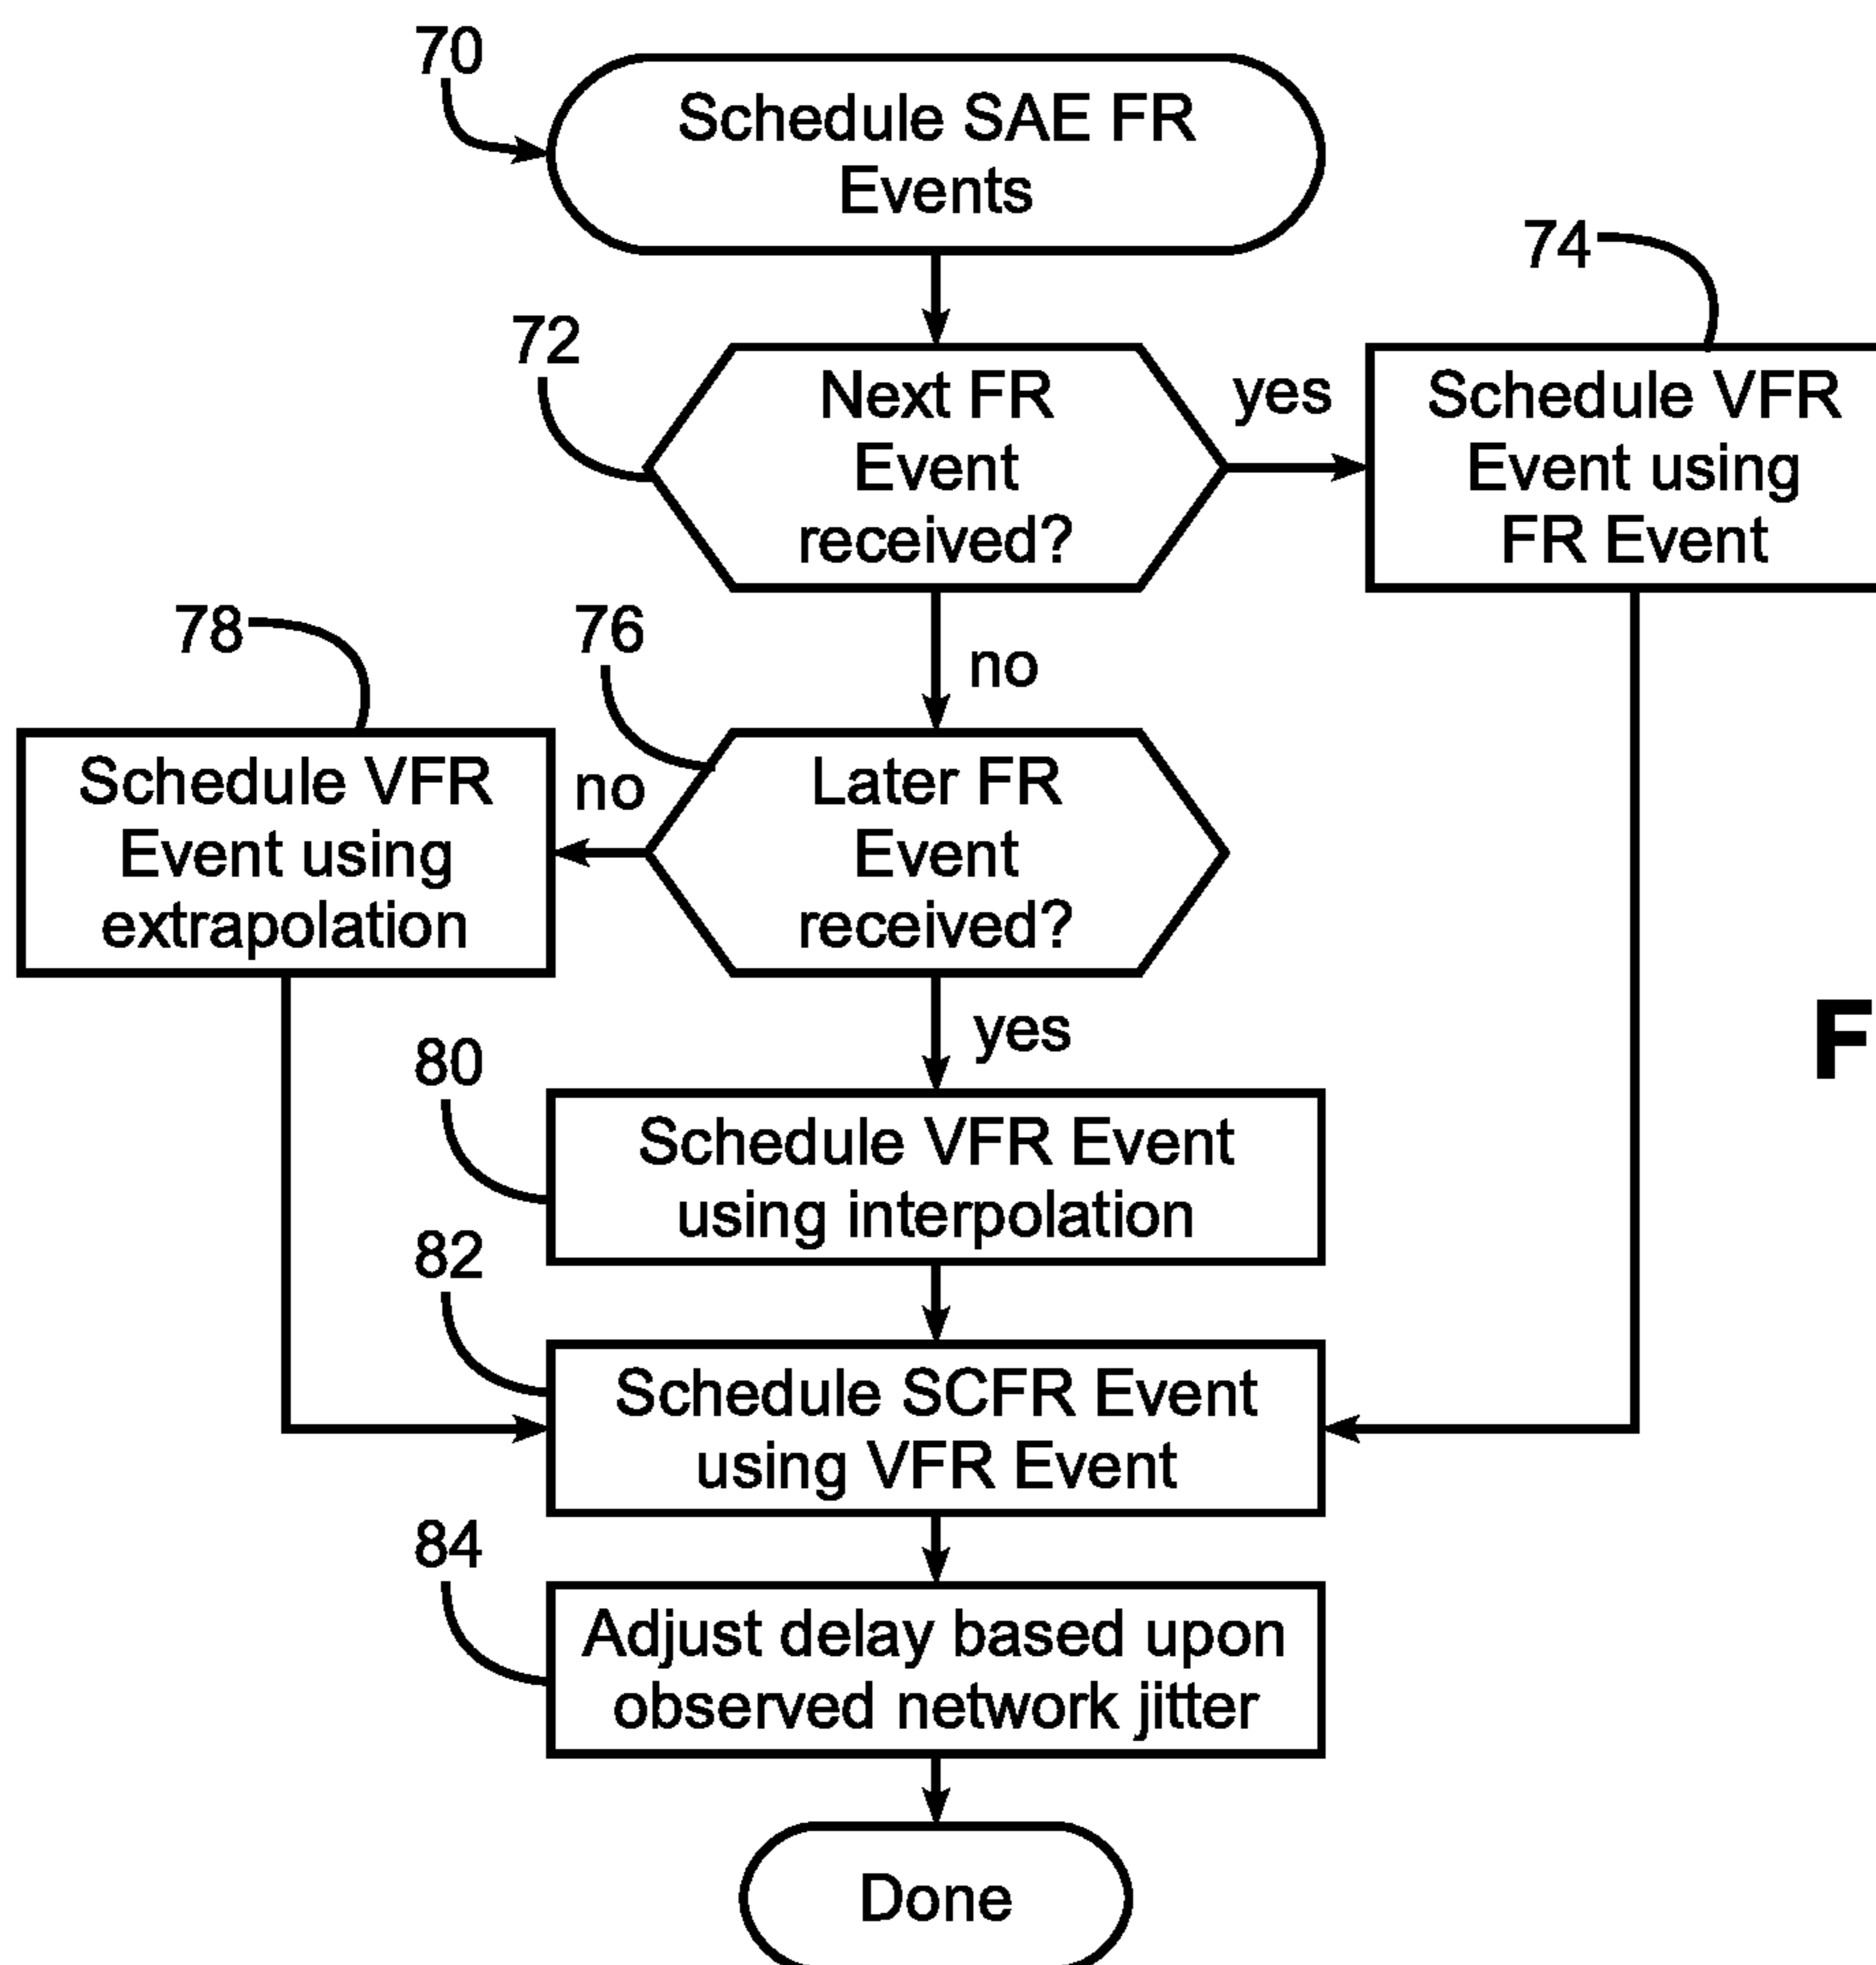 70
Schedule SAE FR
Events
72
Next FR
Event
received?
yes
74
Schedule VFR
Event using
FR Event
no
76
Later FR
Event
received?
no
78
Schedule VFR
Event using
extrapolation
yes
80
Schedule VFR Event
using interpolation
82
Schedule SCFR Event
using VFR Event
84
Adjust delay based upon
observed network jitter
Done
F